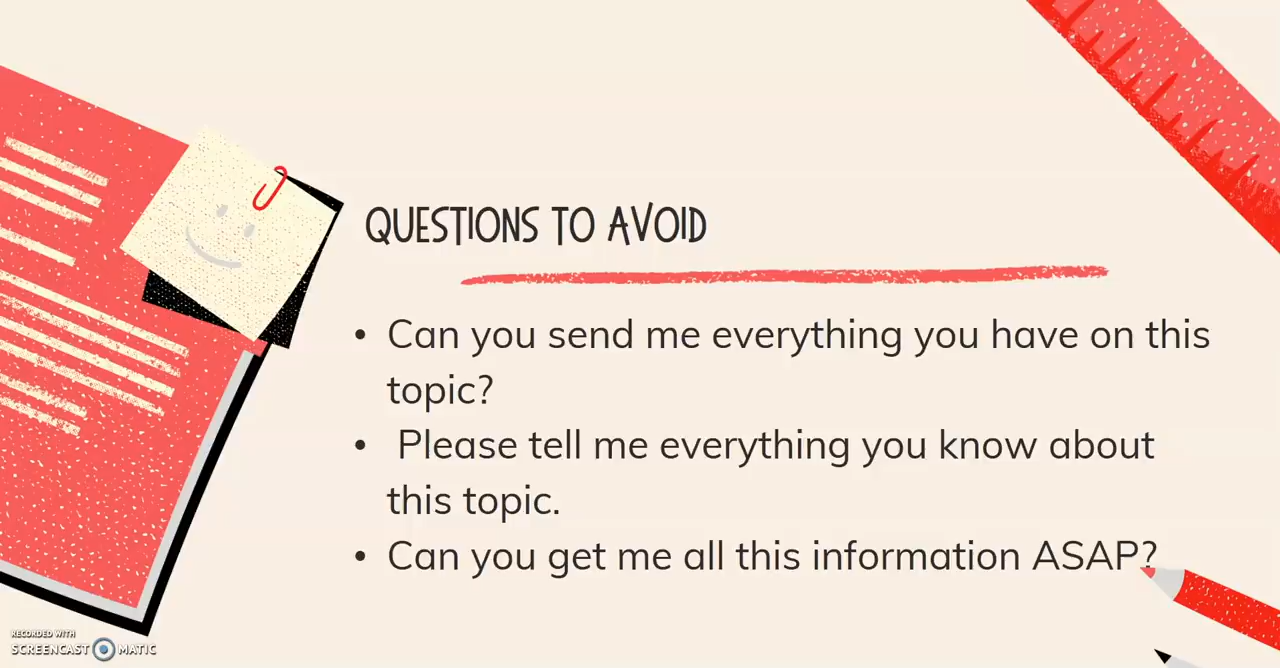 QUESTIONS TO AVOID
• Can you send me everything you have on this
topic?
• Please tell me everything you know about
this topic.
• Can you get me all this information ASAP?
RECORDED WITH
SCREENCAST MATIC